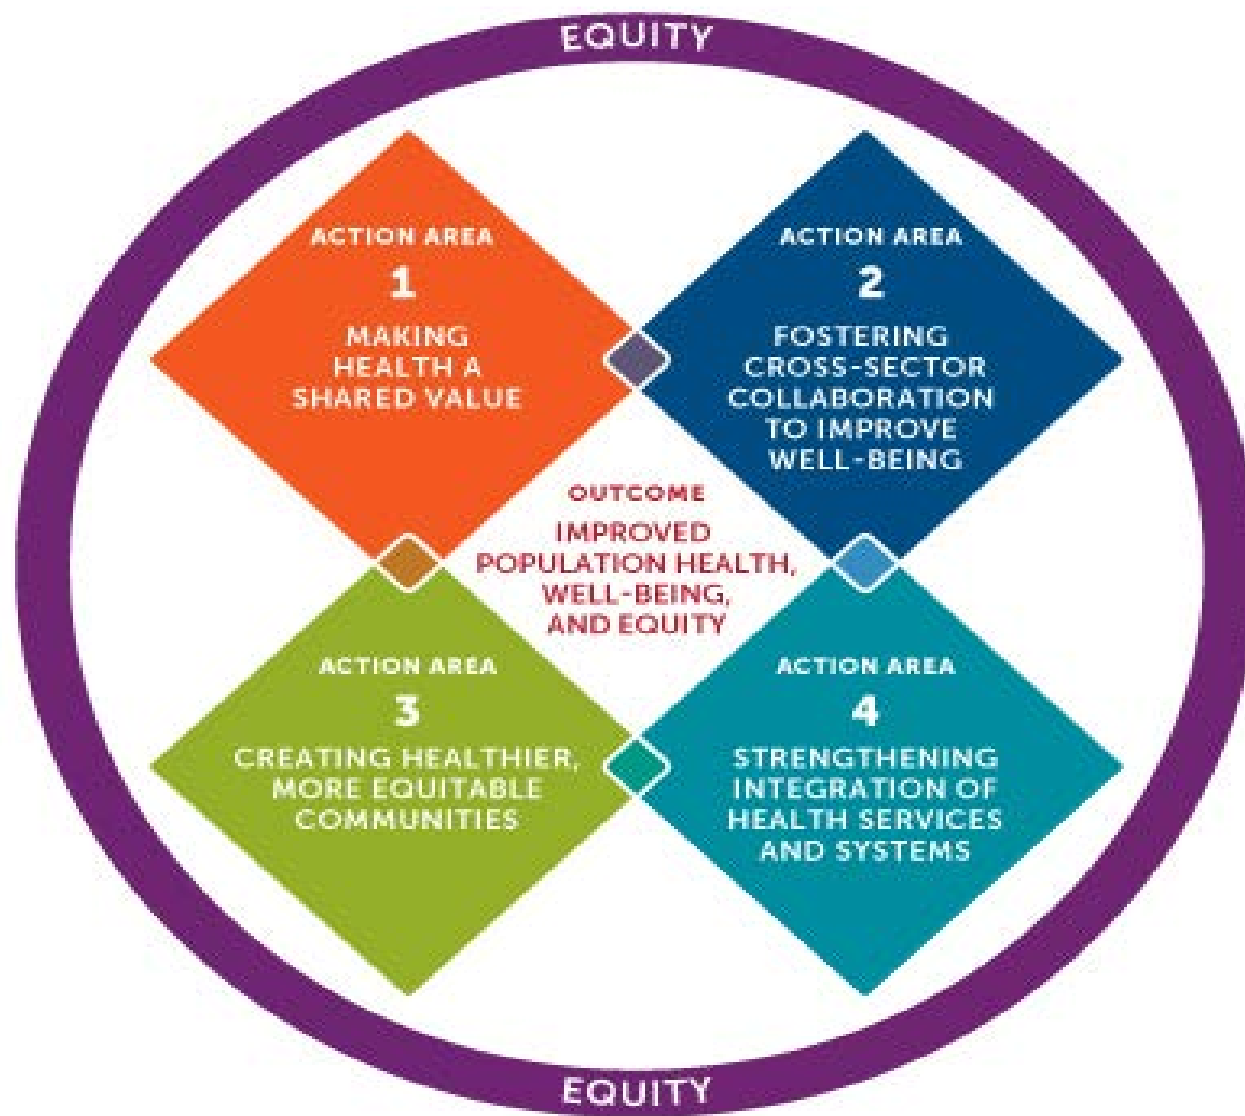 EQUITY
ACTION AREA
1
MAKING
HEALTH A
SHARED VALUE
ACTION AREA
2
FOSTERING
CROSS-SECTOR
COLLABORATION
TO IMPROVE
WELL-BEING
OUTCOME
IMPROVED
POPULATION HEALTH,
WELL-BEING,
AND EQUITY
ACTION AREA
3
CREATING HEALTHIER,
MORE EQUITABLE
COMMUNITIES
ACTION AREA
4
STRENGTHENING
INTEGRATION OF
HEALTH SERVICES
AND SYSTEMS
EQUITY